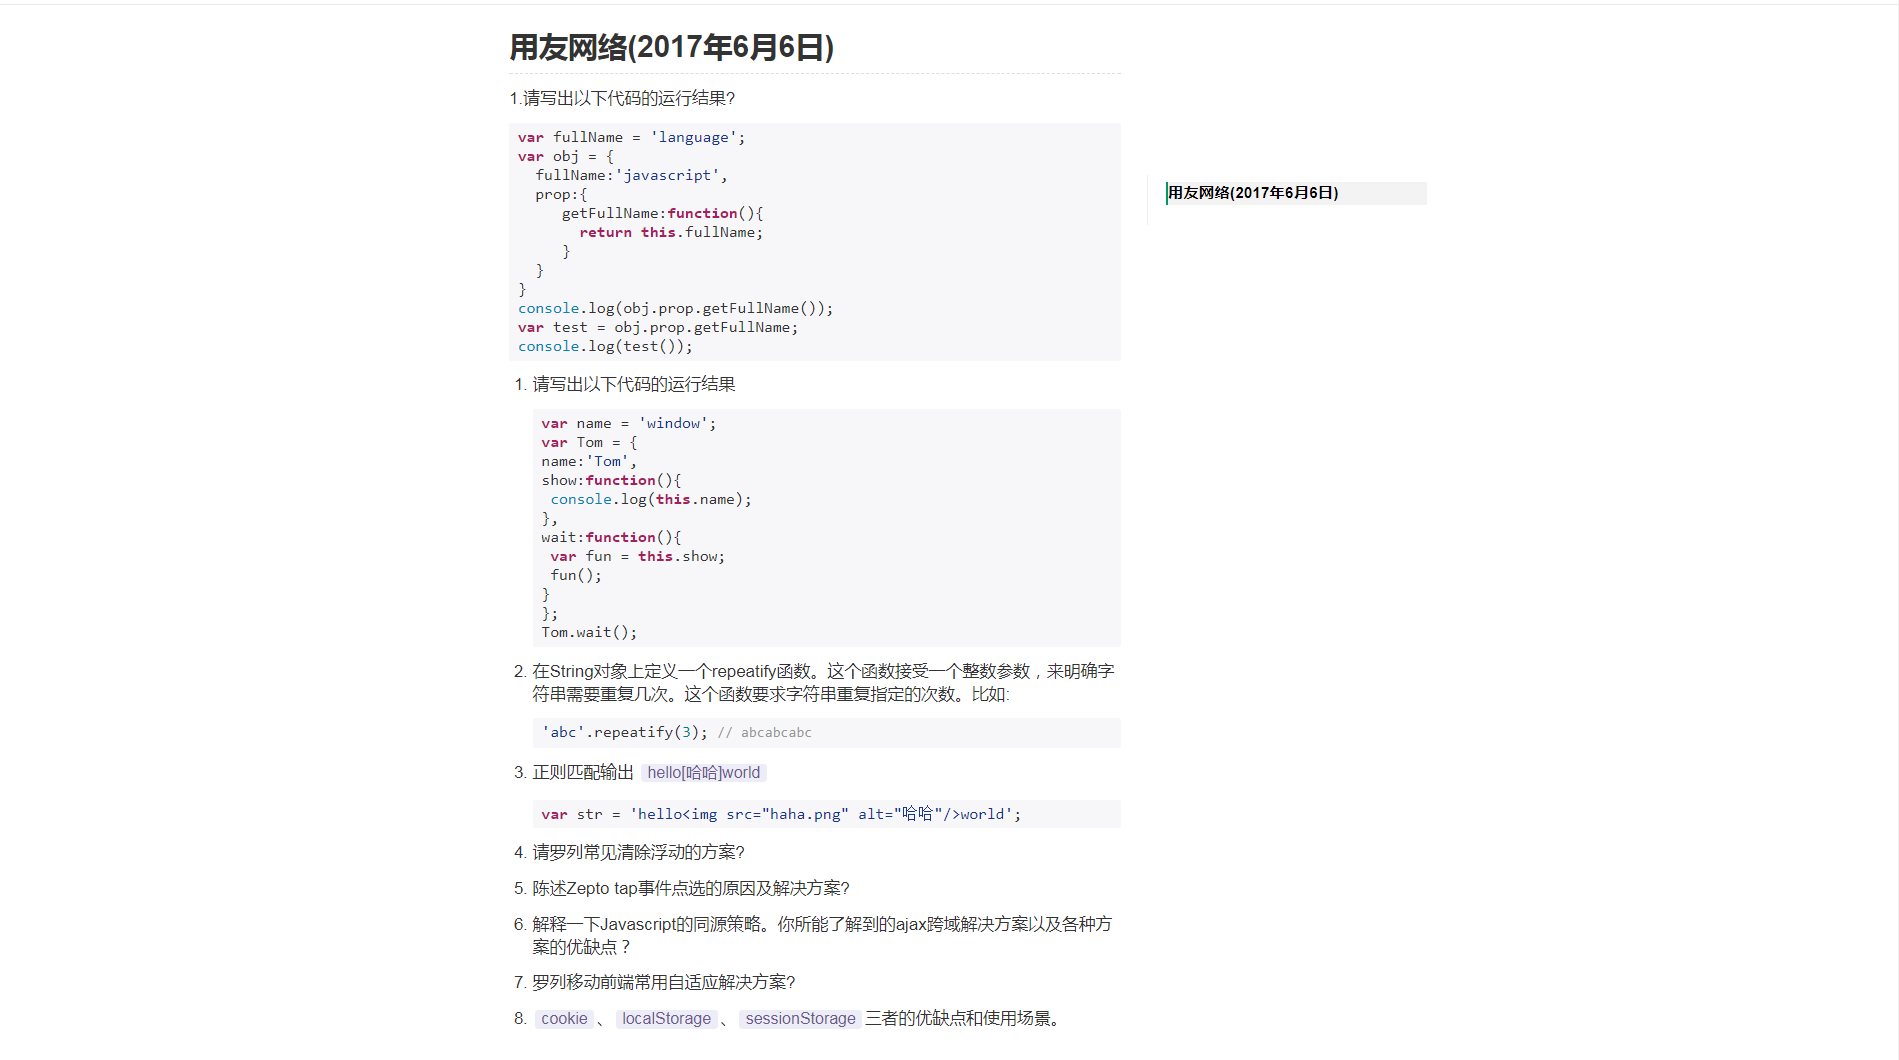 用友网络(2017年6月6日)
1.请写出以下代码的运行结果?
var fullName = 'language';
var obj = {
  fullName:'javascript',
  prop:{
     getFullName:function(){
       return this.fullName;
     }
  }
}
console.log(obj.prop.getFullName());
var test = obj.prop.getFullName;
console.log(test());
用友网络(2017年6月6日)
1. 请写出以下代码的运行结果
var name = 'window';
var Tom = {
name:'Tom',
show:function(){
 console.log(this.name);
},
wait:function(){
 var fun = this.show;
 fun();
}
};
Tom.wait();
2. 在String对象上定义一个repeatify函数。这个函数接受一个整数参数，来明确字
符串需要重复几次。这个函数要求字符串重复指定的次数。比如:
'abc'.repeatify(3); // abcabcabc
3. 正则匹配输出 hello[哈哈]world
var str = 'hello<img src="haha.png" alt="哈哈"/>world';
4. 请罗列常见清除浮动的方案?
5. 陈述Zepto tap事件点选的原因及解决方案?
6. 解释一下Javascript的同源策略。你所能了解到的ajax跨域解决方案以及各种方
案的优缺点？
7. 罗列移动前端常用自适应解决方案?
8. cookie 、 localStorage 、 sessionStorage 三者的优缺点和使用场景。